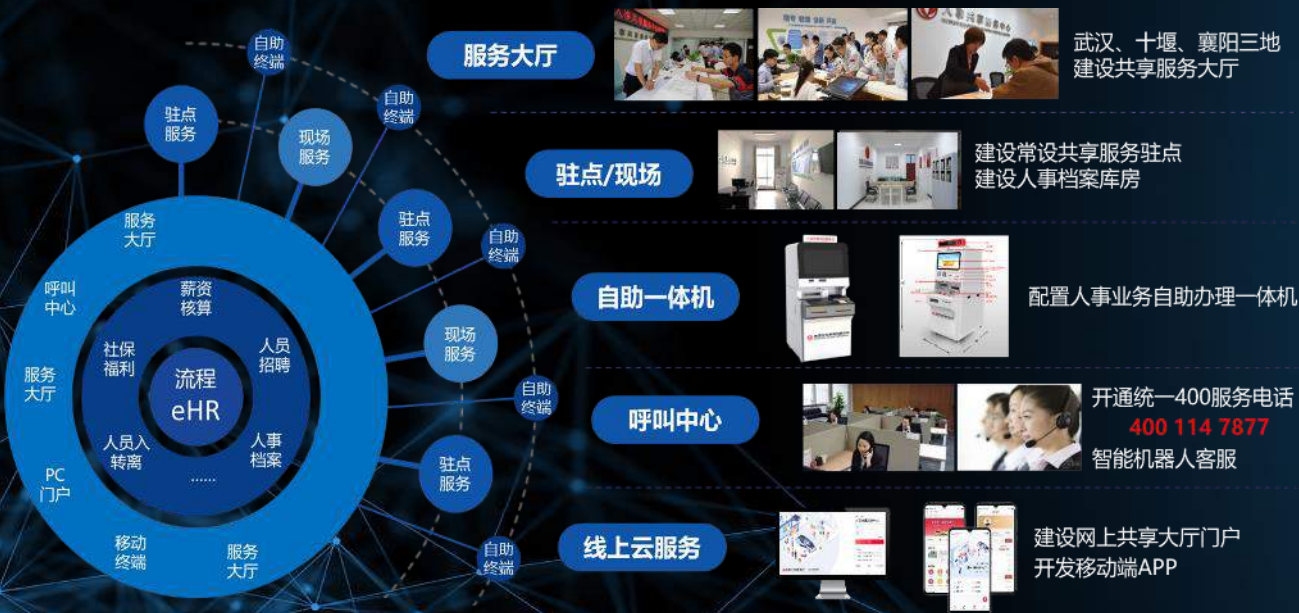 自助
终端
驻点
服务
现场
服务
自助
终端
驻点
服务
自助
终端
现场
服务
自助
终端
驻点
服务
自助
终端
服务
大厅
呼叫
中心
服务
大厅
PC
门户
移动
终端
服务
大厅
薪资
核算
社保
福利
人员
招聘
流程
eHR
人员入
转离
人事
档案
......
服务大厅
武汉、十堰、襄阳三地
建设共享服务大厅
驻点/现场
建设常设共享服务驻点
建设人事档案库房
自助一体机
配置人事业务自助办理一体机
呼叫中心
开通统一400服务电话
400 114 7877
智能机器人客服
线上云服务
建设网上共享大厅门户
开发移动端APP